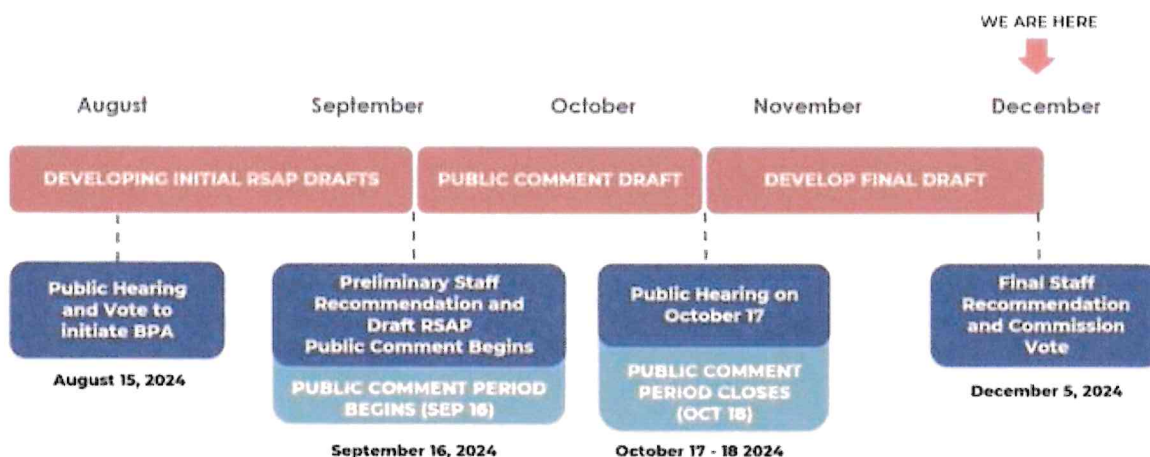 WE ARE HERE
August
September
October
November
December
DEVELOPING INITIAL RSAP DRAFTS
PUBLIC COMMENT DRAFT
DEVELOP FINAL DRAFT
Public Hearing
and Vote to
initiate BPA
August 15, 2024
Preliminary Staff
Recommendation and
Draft RSAP
Public Comment Begins
PUBLIC COMMENT PERIOD
BEGINS (SEP 16)
September 16, 2024
Public Hearing on
October 17
PUBLIC COMMENT
PERIOD CLOSES
(OCT 18)
October 17 - 18 2024
Final Staff
Recommendation
and Commission
Vote
December 5, 2024